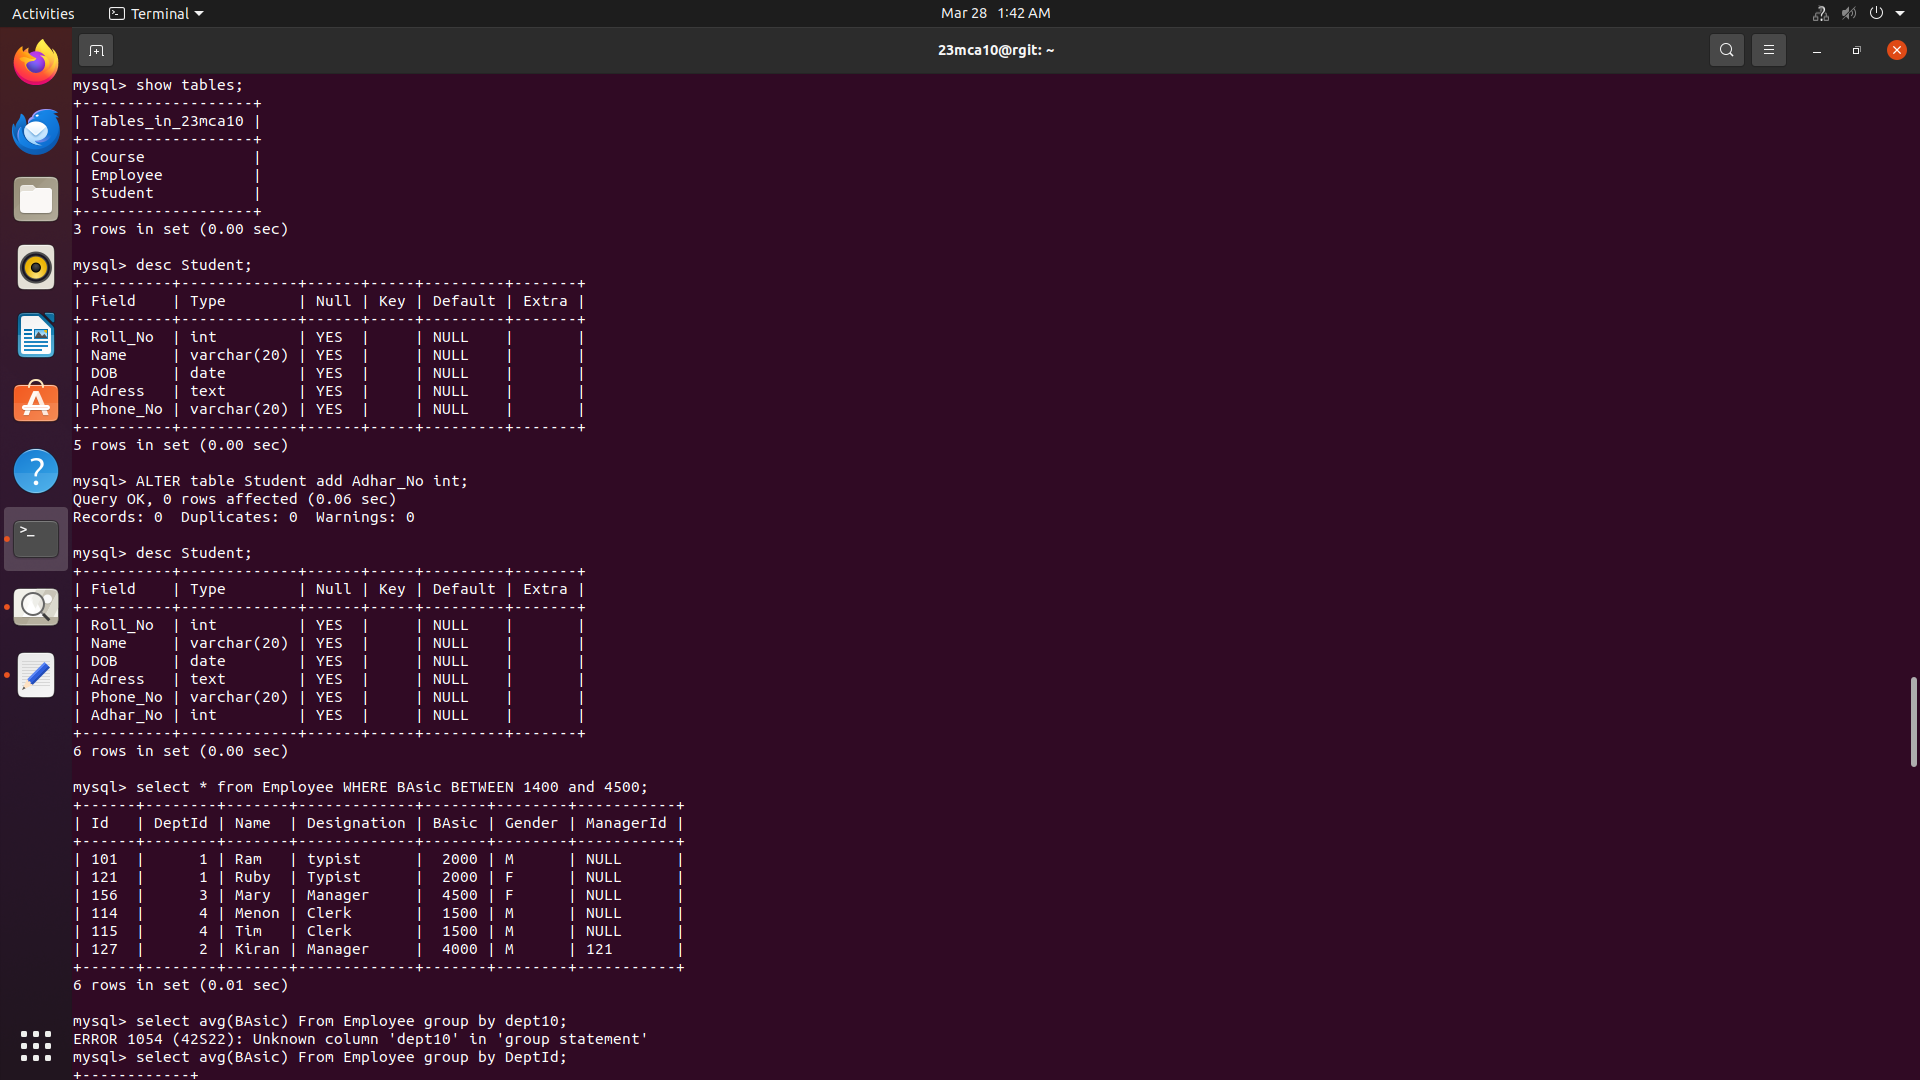 Activities
Terminal
Mar 28 1:42 AM
23mca10@rgit: ~
mysql> show tables;
+-------------------+
| Tables_in_23mca10 |
+-------------------+
| Course            |
| Employee          |
| Student           |
+-------------------+
3 rows in set (0.00 sec)
mysql> desc Student;
+----------+-------------+------+-----+---------+-------+
| Field    | Type        | Null | Key | Default | Extra |
+----------+-------------+------+-----+---------+-------+
| Roll_No  | int         | YES  |     | NULL    |       |
| Name     | varchar(20) | YES  |     | NULL    |       |
| DOB      | date        | YES  |     | NULL    |       |
| Adress   | text        | YES  |     | NULL    |       |
| Phone_No | varchar(20) | YES  |     | NULL    |       |
+----------+-------------+------+-----+---------+-------+
5 rows in set (0.00 sec)
mysql> ALTER table Student add Adhar_No int;
Query OK, 0 rows affected (0.06 sec)
Records: 0  Duplicates: 0  Warnings: 0
mysql> desc Student;
+----------+-------------+------+-----+---------+-------+
| Field    | Type        | Null | Key | Default | Extra |
+----------+-------------+------+-----+---------+-------+
| Roll_No  | int         | YES  |     | NULL    |       |
| Name     | varchar(20) | YES  |     | NULL    |       |
| DOB      | date        | YES  |     | NULL    |       |
| Adress   | text        | YES  |     | NULL    |       |
| Phone_No | varchar(20) | YES  |     | NULL    |       |
| Adhar_No | int         | YES  |     | NULL    |       |
+----------+-------------+------+-----+---------+-------+
6 rows in set (0.00 sec)
mysql> select * from Employee WHERE BAsic BETWEEN 1400 and 4500;
+------+--------+-------+-------------+-------+--------+-----------+
| Id   | DeptId | Name  | Designation | BAsic | Gender | ManagerId |
+------+--------+-------+-------------+-------+--------+-----------+
| 101  |      1 | Ram   | typist      |  2000 | M      | NULL      |
| 121  |      1 | Ruby  | Typist      |  2000 | F      | NULL      |
| 156  |      3 | Mary  | Manager     |  4500 | F      | NULL      |
| 114  |      4 | Menon | Clerk       |  1500 | M      | NULL      |
| 115  |      4 | Tim   | Clerk       |  1500 | M      | NULL      |
| 127  |      2 | Kiran | Manager     |  4000 | M      | 121       |
+------+--------+-------+-------------+-------+--------+-----------+
6 rows in set (0.01 sec)
mysql> select avg(BAsic) From Employee group by dept10;
ERROR 1054 (42S22): Unknown column 'dept10' in 'group statement'
mysql> select avg(BAsic) From Employee group by DeptId;
+------------+